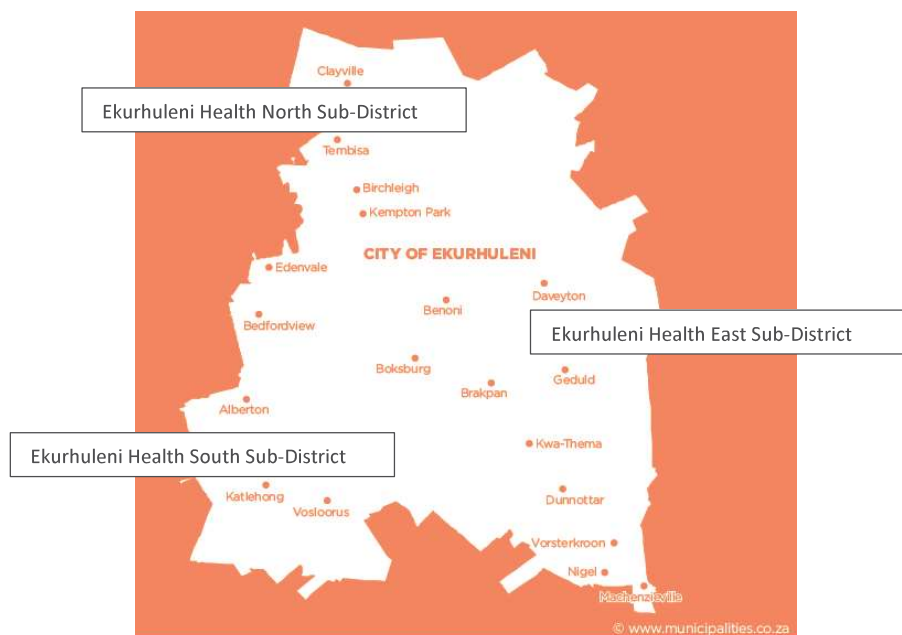 Clayville
Ekurhuleni Health North Sub-District
Tembisa
Birchleigh
Kempton Park
CITY OF EKURHULENI
Edenvale
Daveyton
Benoni
Bedfordview
Ekurhuleni Health East Sub-District
Boksburg
Geduld
Brakpan
Alberton
Kwa-Thema
Ekurhuleni Health South Sub-District
Katlehong
Dunnottar
Vosloorus
Vorsterkroon
Nigel
Mackenzieville
© www.municipalities.co.za